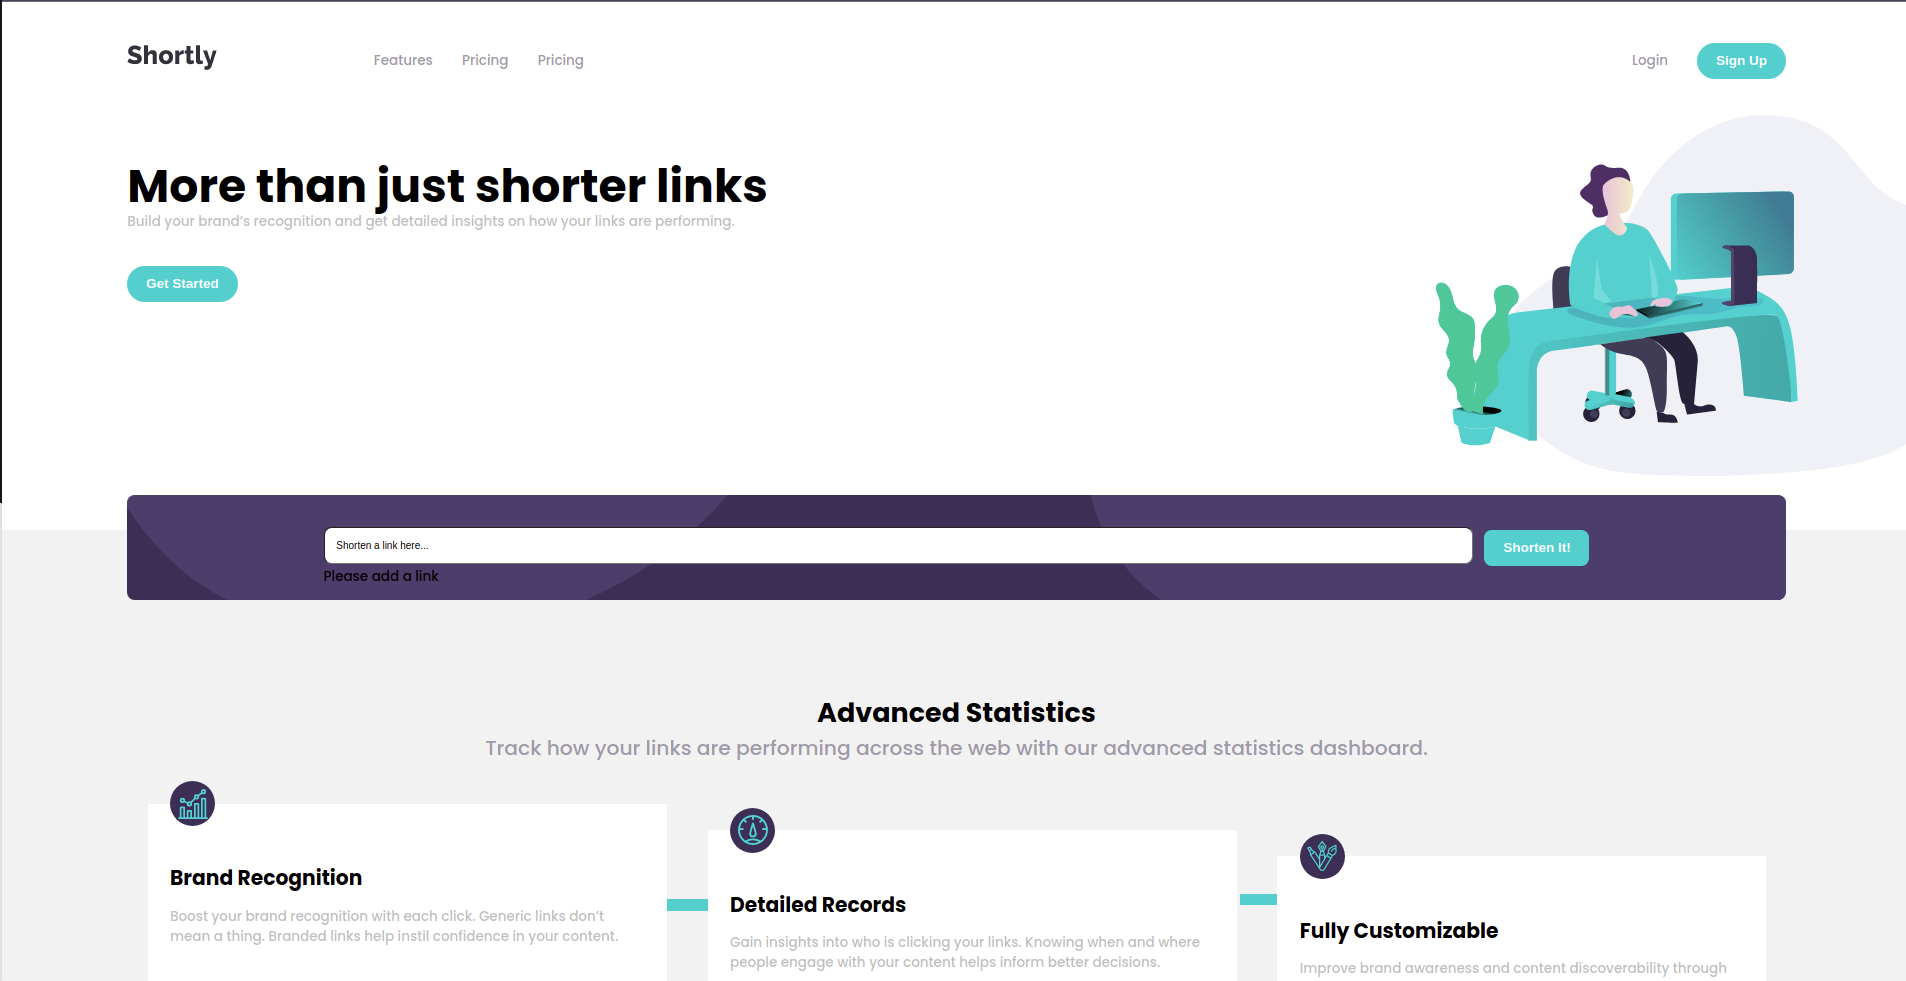 Shortly
Features Pricing Pricing
Login Sign Up
More than just shorter links
Build your brand’s recognition and get detailed insights on how your links are performing.
Get Started
Shorten a link here...
Shorten It!
Please add a link
Advanced Statistics
Track how your links are performing across the web with our advanced statistics dashboard.
Brand Recognition
Boost your brand recognition with each click. Generic links don’t
mean a thing. Branded links help instil confidence in your content.
Detailed Records
Gain insights into who is clicking your links. Knowing when and where
people engage with your content helps inform better decisions.
Fully Customizable
Improve brand awareness and content discoverability through